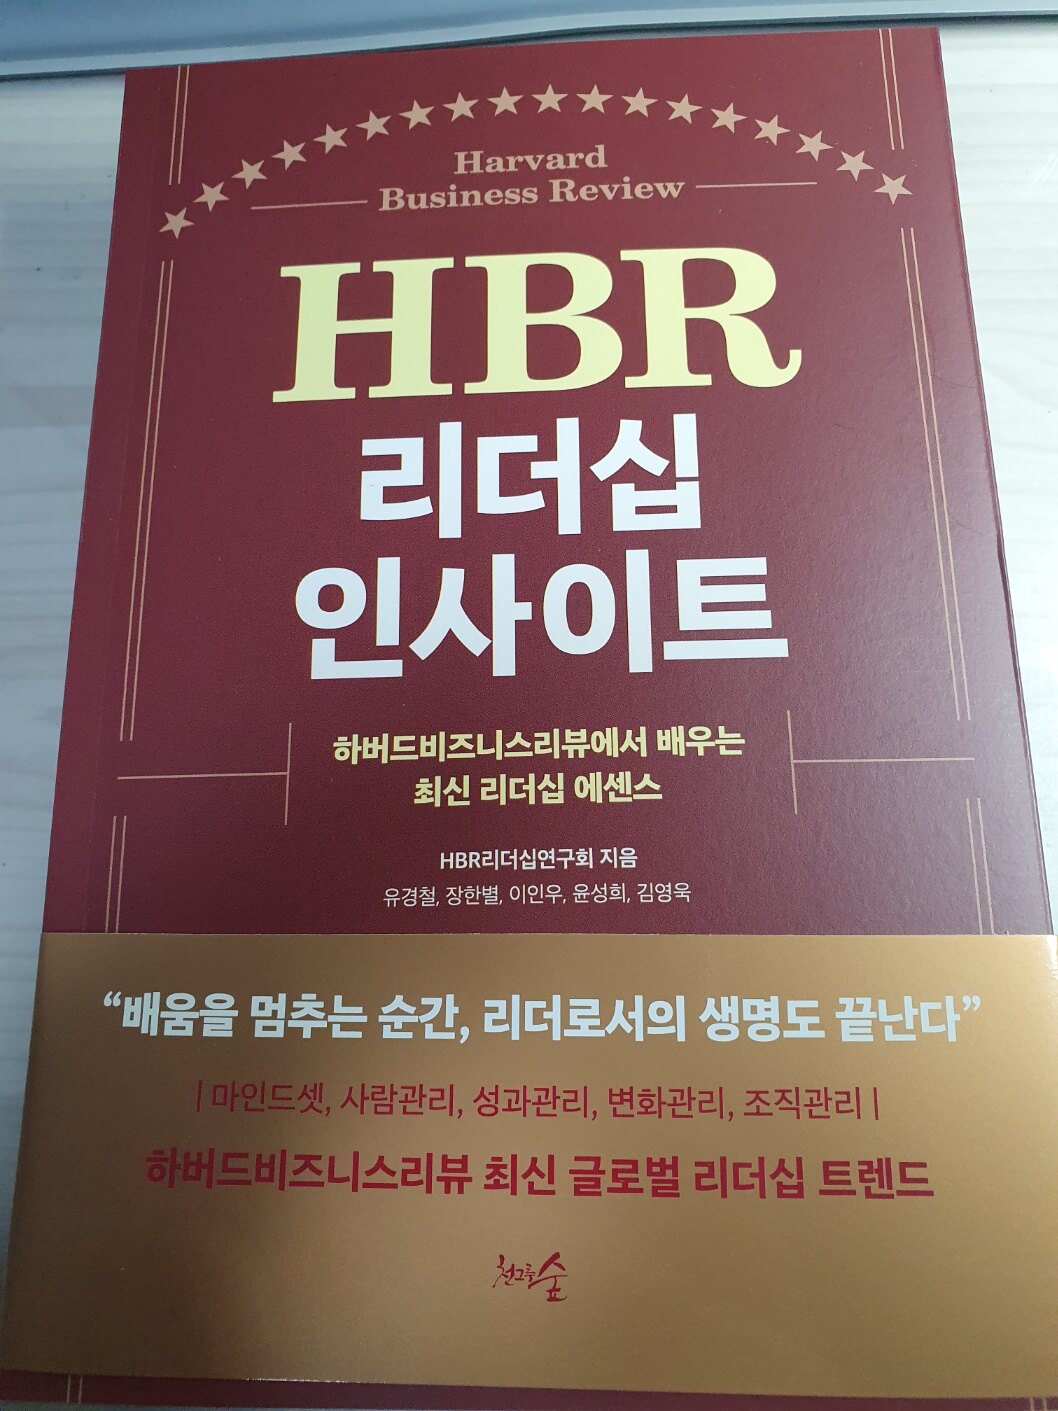 Harvard
Business Review
HBR
리더십
인사이트
하버드비즈니스리뷰에서 배우는
최신 리더십 에센스
HBR리더십연구회 지음
유경철, 장한별, 이인우, 윤성희, 김영욱
“배움을 멈추는 순간, 리더로서의 생명도 끝난다”
| 마인드셋, 사람관리, 성과관리, 변화관리, 조직관리 |
하버드비즈니스리뷰 최신 글로벌 리더십 트렌드
천그루숲